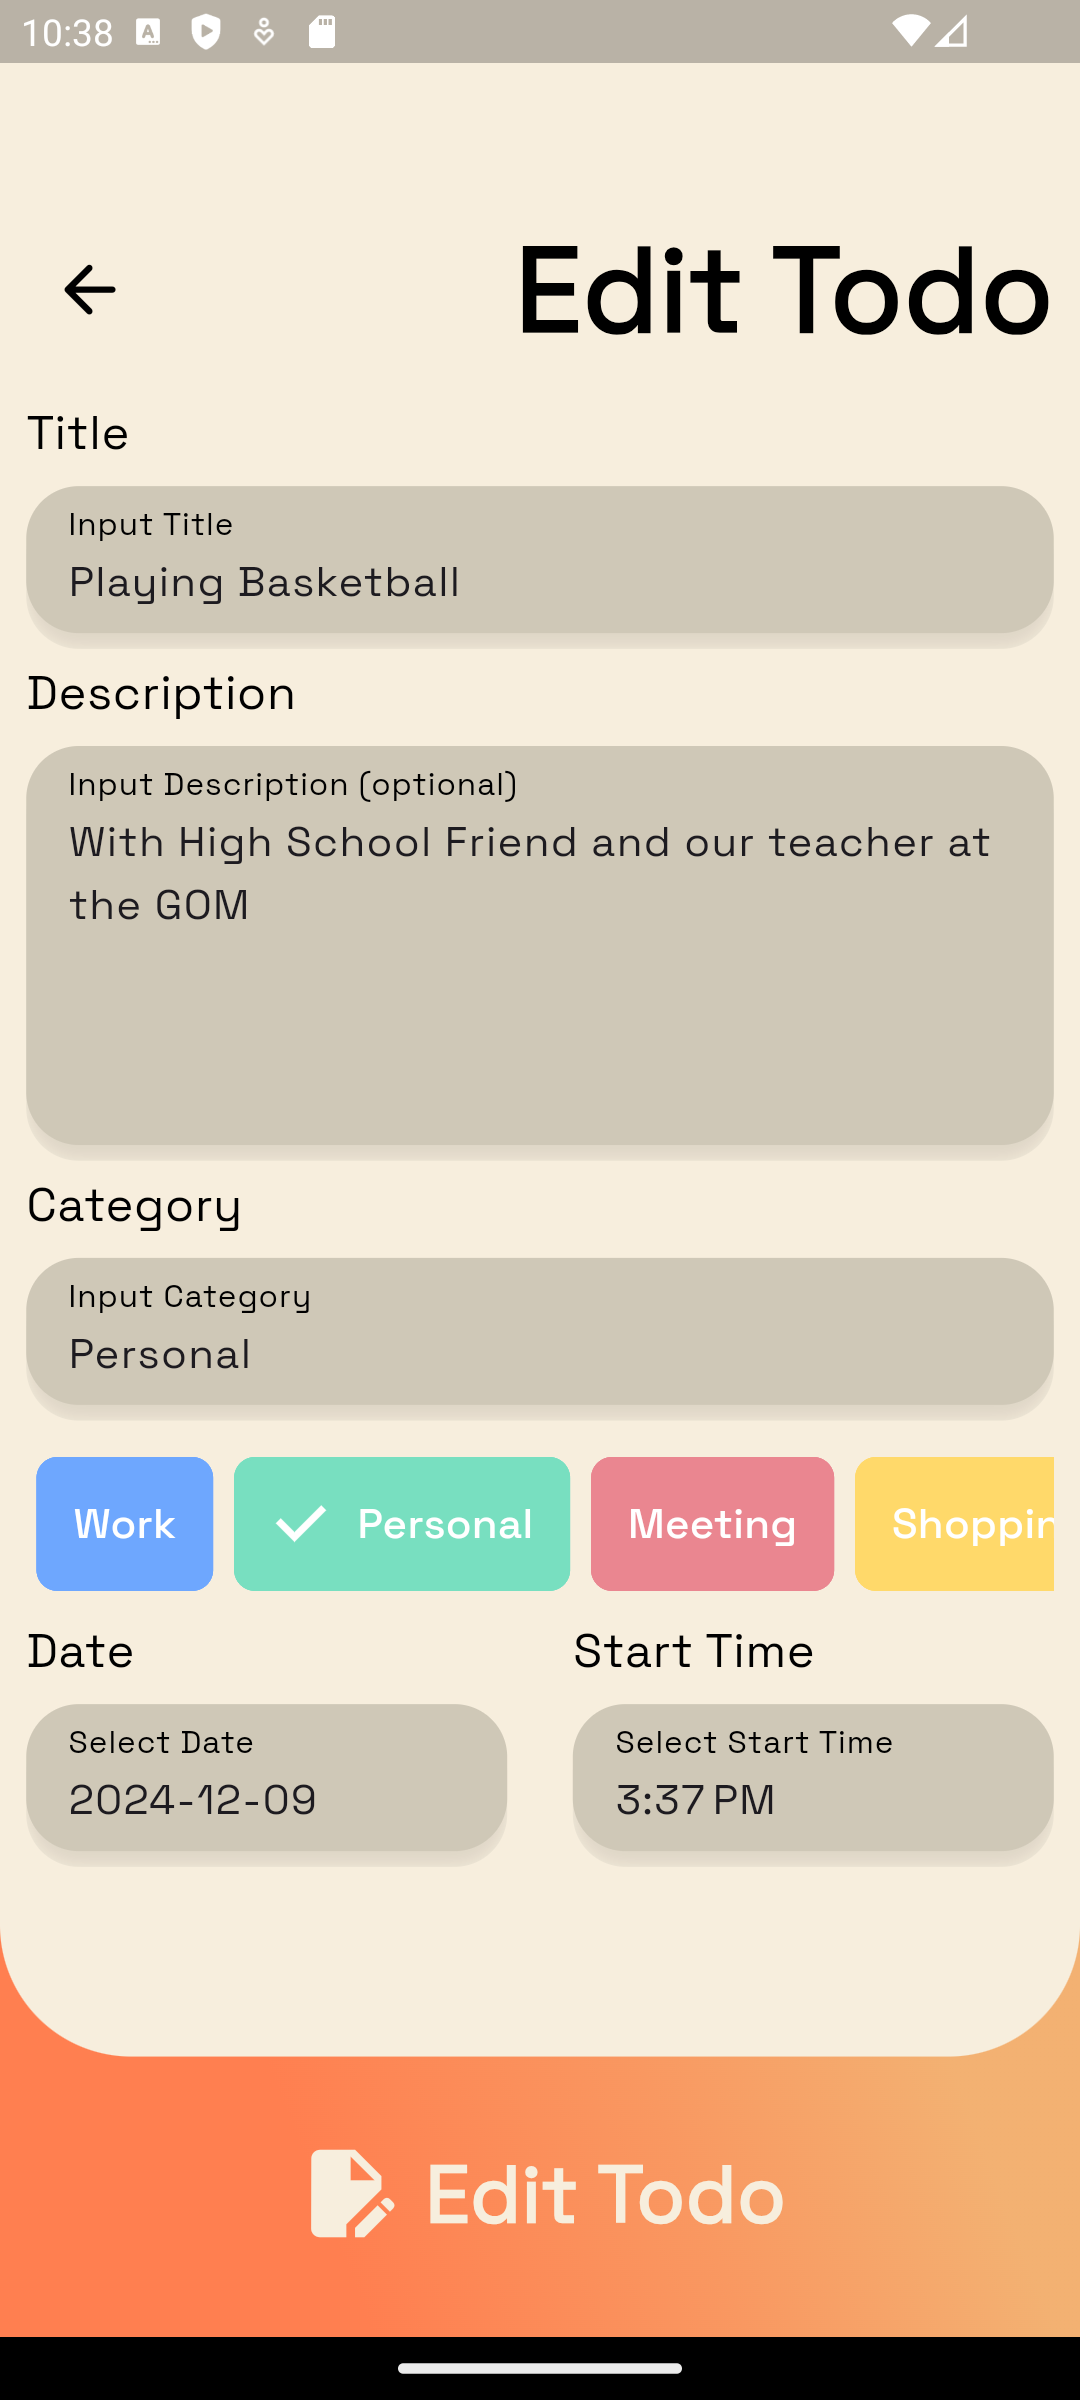 10:38
Edit Todo
Title
Input Title
Playing Basketball
Description
Input Description (optional)
With High School Friend and our teacher at
the GOM
Category
Input Category
Personal
Work Personal Meeting Shoppin
Date Start Time
Select Date Select Start Time
2024-12-09 3:37 PM
Edit Todo